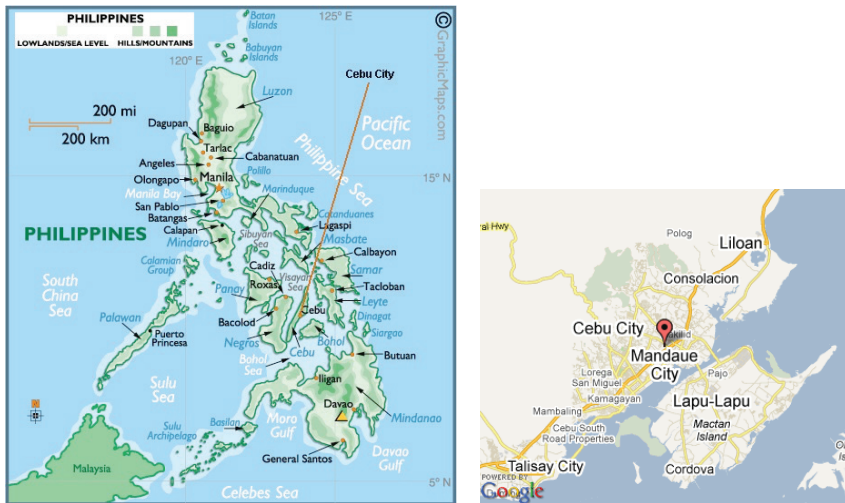 PHILIPPINES
LOWLANDS/SEA LEVEL
HILLS/MOUNTAINS
Batan
Islands
125° E
© GraphicMaps.com
Babuyan
Islands
120° E
Cebu City
Luzon
200 mi
200 km
Pacific
Ocean
Dagupan
Baguio
Tarlac
Cabanatuan
Angeles
Philippine Sea
Olongapo
Manila
Polillo
15° N
Manila Bay
Marinduque
San Pablo
Batangas
Catanduanes
Calapan
Legaspi
PHILIPPINES
Sibuyan
Sea
Masbate
Mindaro
Calbayon
Calamian
Group
Cadiz
Visayan
Sea
Samar
South
China
Sea
Roxas
Tacloban
Panay
Leyte
Palawan
Bacolod
Cebu
Dinagat
Puerto
Princesa
Siargao
Negros
Cebu
Bohol
Bohol
Sea
Butuan
Sulu
Sea
Iligan
Davao
Mindanao
Moro
Gulf
Basilan
Sulu
Archipelago
Davao
Gulf
General Santos
Malaysia
Celebes Sea
5° N
ral Hwy
Polog
Liloan
Consolacion
Cebu City
Mandaue
City
Lorega
San Miguel
Pajo
Kamagayan
Lapu-Lapu
Mambaling
Mactan
Island
Cebu South
Road Properties
Talisay City
Cordova
POWERED BY
Google